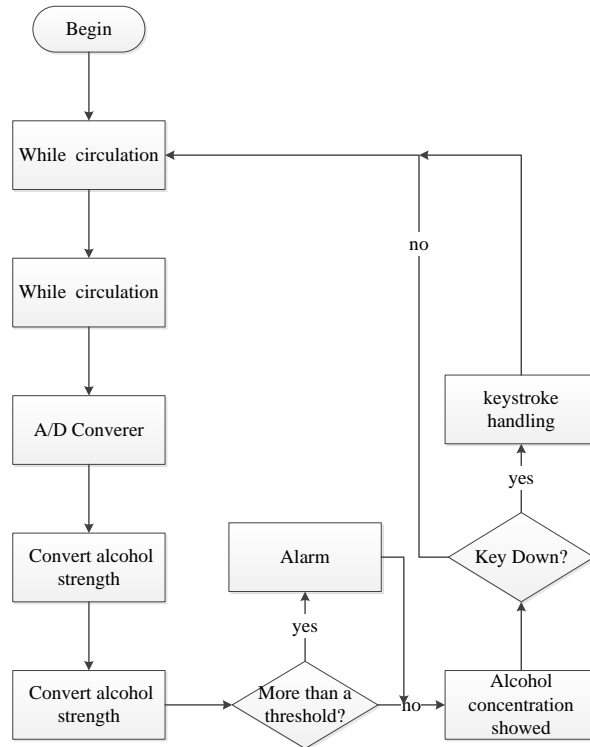 Begin
While circulation
While circulation
A/D Converer
Convert alcohol
strength
Convert alcohol
strength
More than a
threshold?
yes
Alarm
no
Alcohol
concentration
showed
Key Down?
yes
keystroke
handling
no